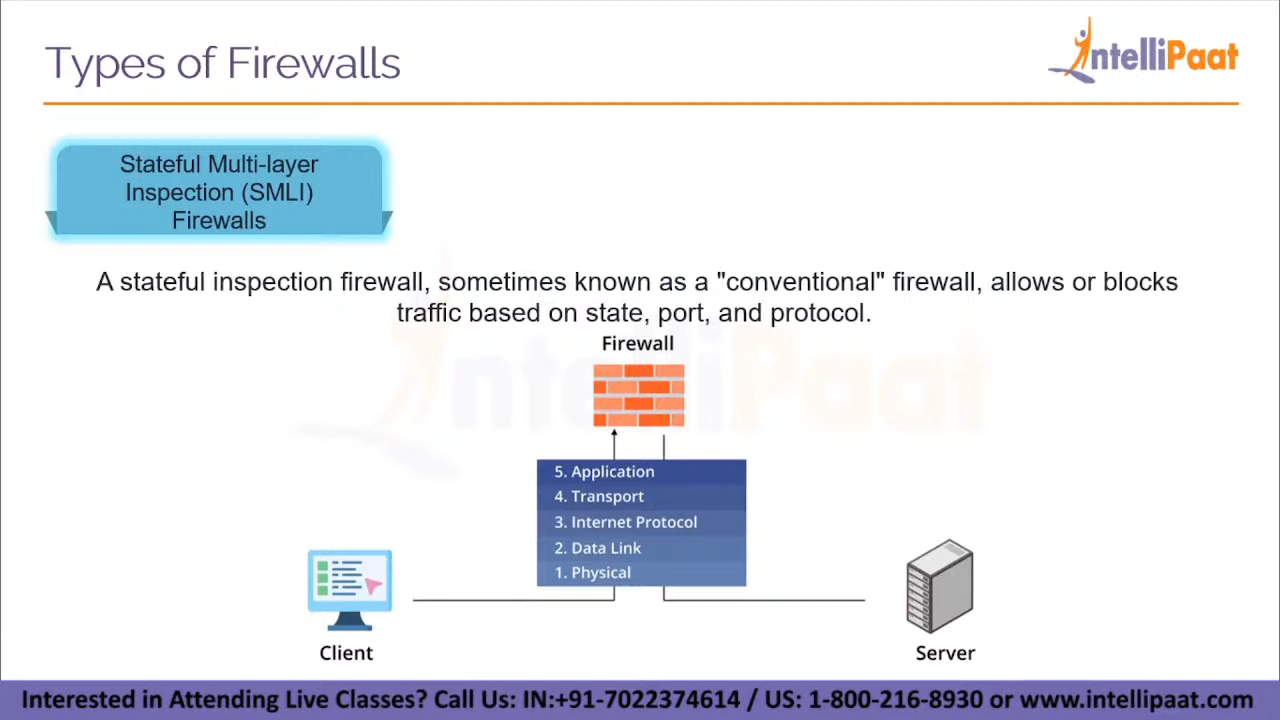 Types of Firewalls
IntelliPaat
Stateful Multi-layer
Inspection (SMLI)
Firewalls
A stateful inspection firewall, sometimes known as a "conventional" firewall, allows or blocks
traffic based on state, port, and protocol.
Firewall
5. Application
4. Transport
3. Internet Protocol
2. Data Link
1. Physical
Client
Server
Interested in Attending Live Classes? Call Us: IN:+91-7022374614 / US: 1-800-216-8930 or www.intellipaat.com